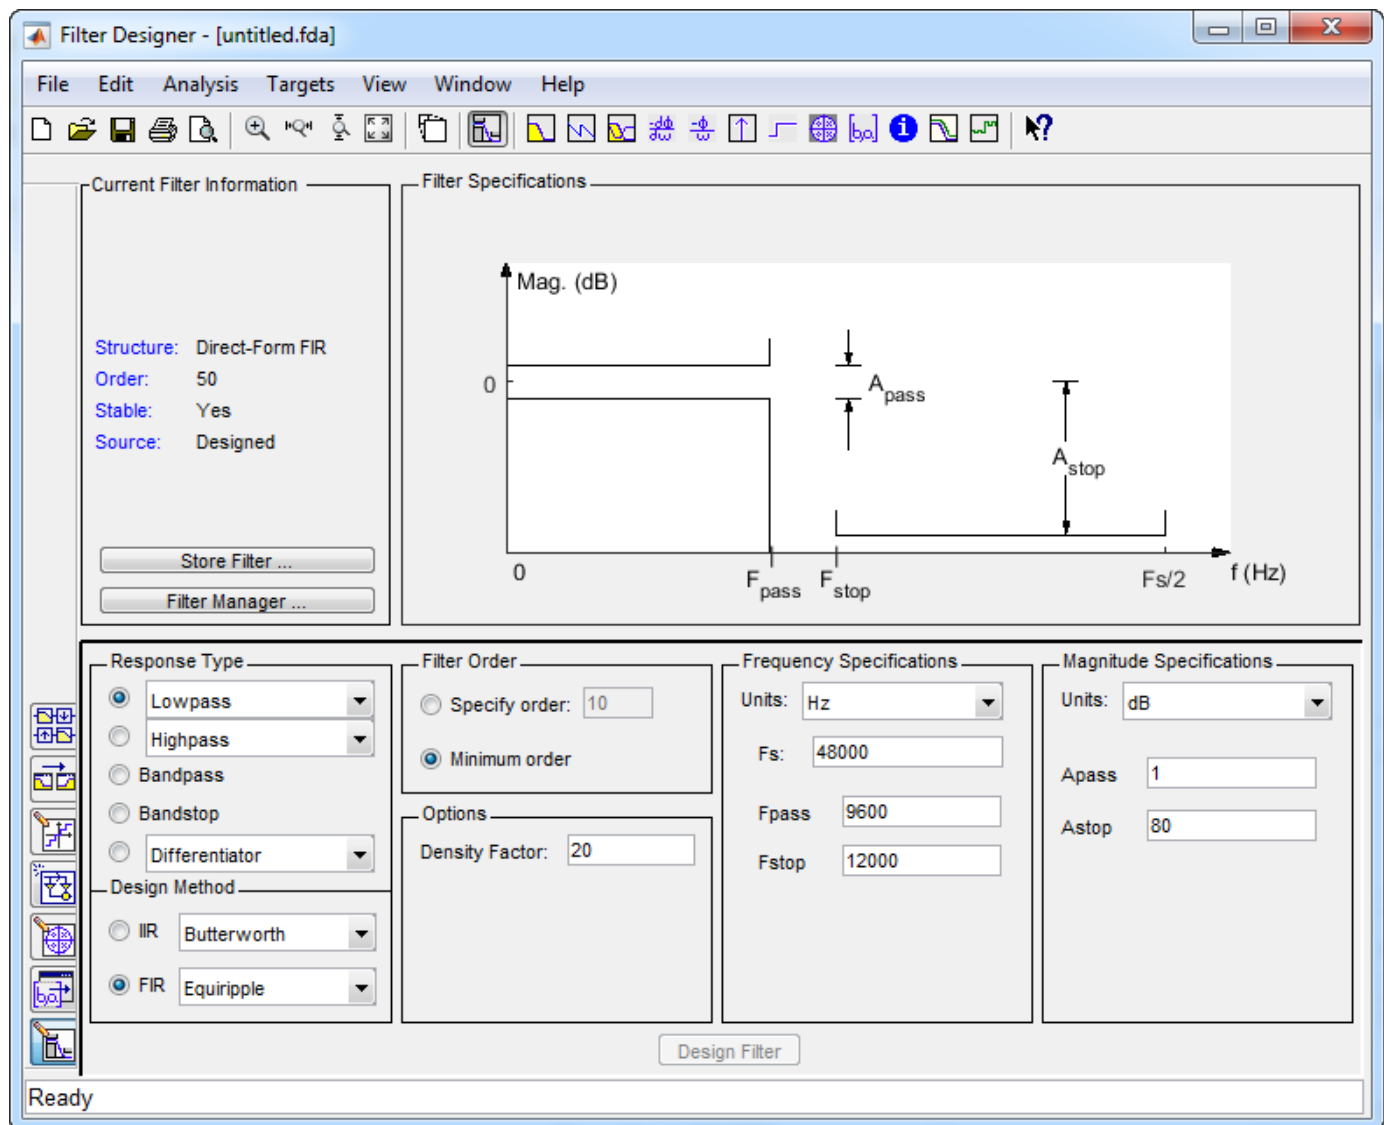 Filter Designer - [untitled.fda]
File Edit Analysis Targets View Window Help
Current Filter Information
Structure: Direct-Form FIR
Order: 50
Stable: Yes
Source: Designed
Store Filter ...
Filter Manager ...
Filter Specifications
Mag. (dB)
0
Apass
Astop
0
Fpass
Fstop
Fs/2
f (Hz)
Response Type
Lowpass
Highpass
Bandpass
Bandstop
Differentiator
Design Method
IIR Butterworth
FIR Equiripple
Filter Order
Specify order: 10
Minimum order
Options
Density Factor: 20
Frequency Specifications
Units: Hz
Fs: 48000
Fpass 9600
Fstop 12000
Magnitude Specifications
Units: dB
Apass 1
Astop 80
Design Filter
Ready